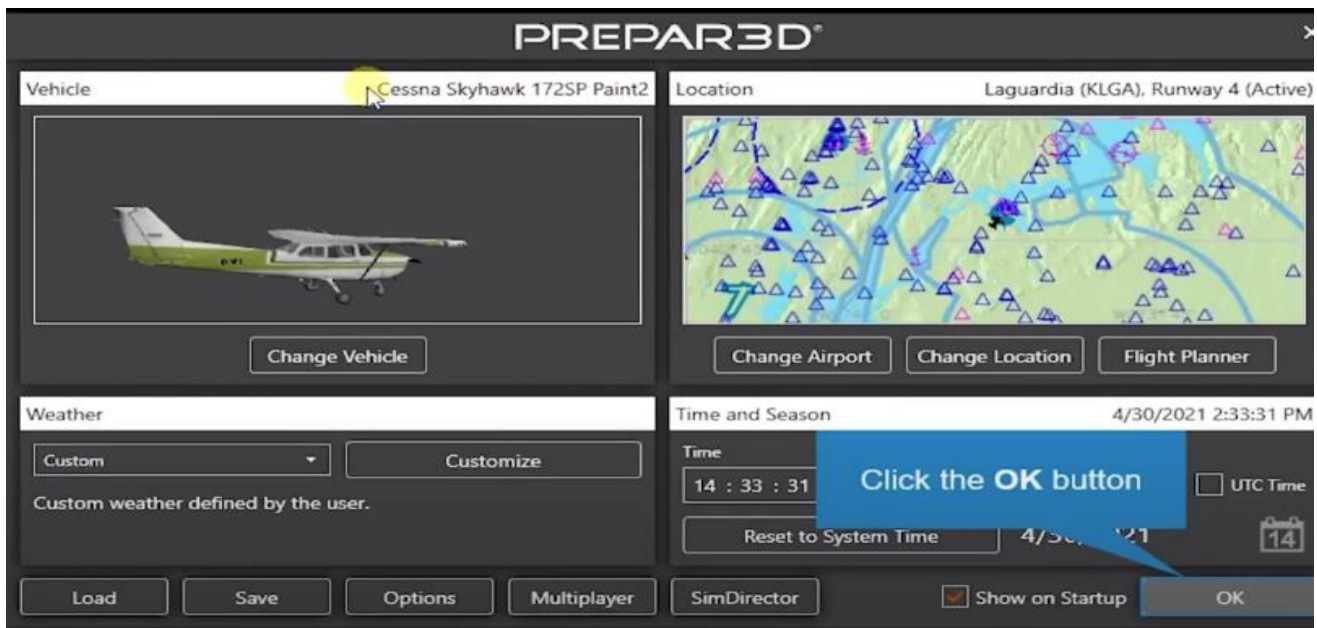 PREPAR3D®
Vehicle
Cessna Skyhawk 172SP Paint2
Location
Laguardia (KLGA), Runway 4 (Active)
Change Vehicle
Change Airport
Change Location
Flight Planner
Weather
Custom
Customize
Custom weather defined by the user.
Time and Season
4/30/2021 2:33:31 PM
Time
14 : 33 : 31
UTC Time
Click the OK button
Reset to System Time
14
Load
Save
Options
Multiplayer
SimDirector
Show on Startup
OK